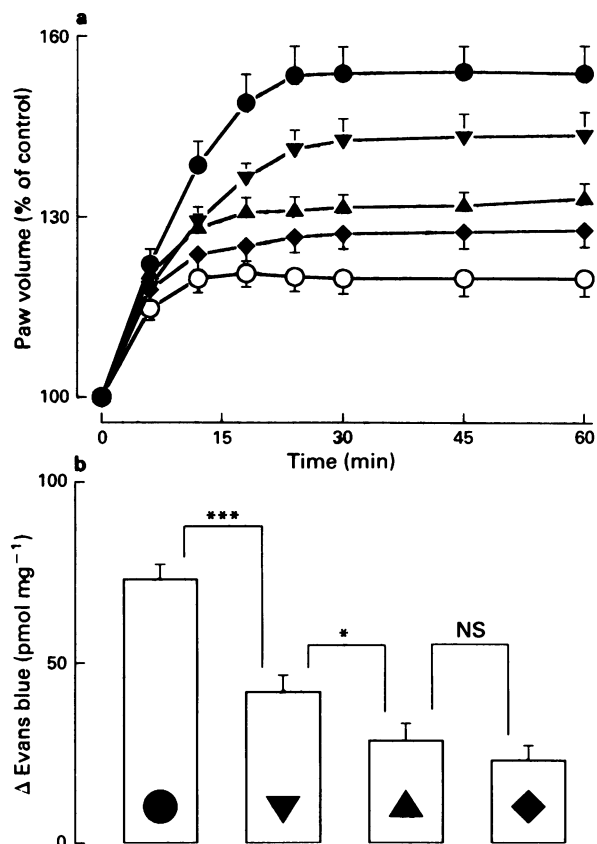 a
160
130
100
Paw volume (% of control)
0 15 30 45 60
Time (min)
b
100
50
0
Δ Evans blue (pmol mg⁻¹)
***
*
NS